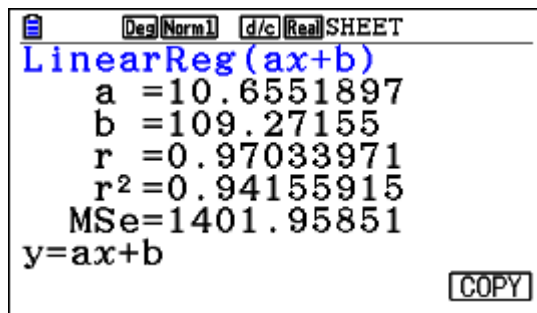 Deg Norm1 d/c Real SHEET
LinearReg(ax+b)
a =10.6551897
b =109.27155
r =0.97033971
r²=0.94155915
MSe=1401.95851
y=ax+b
COPY